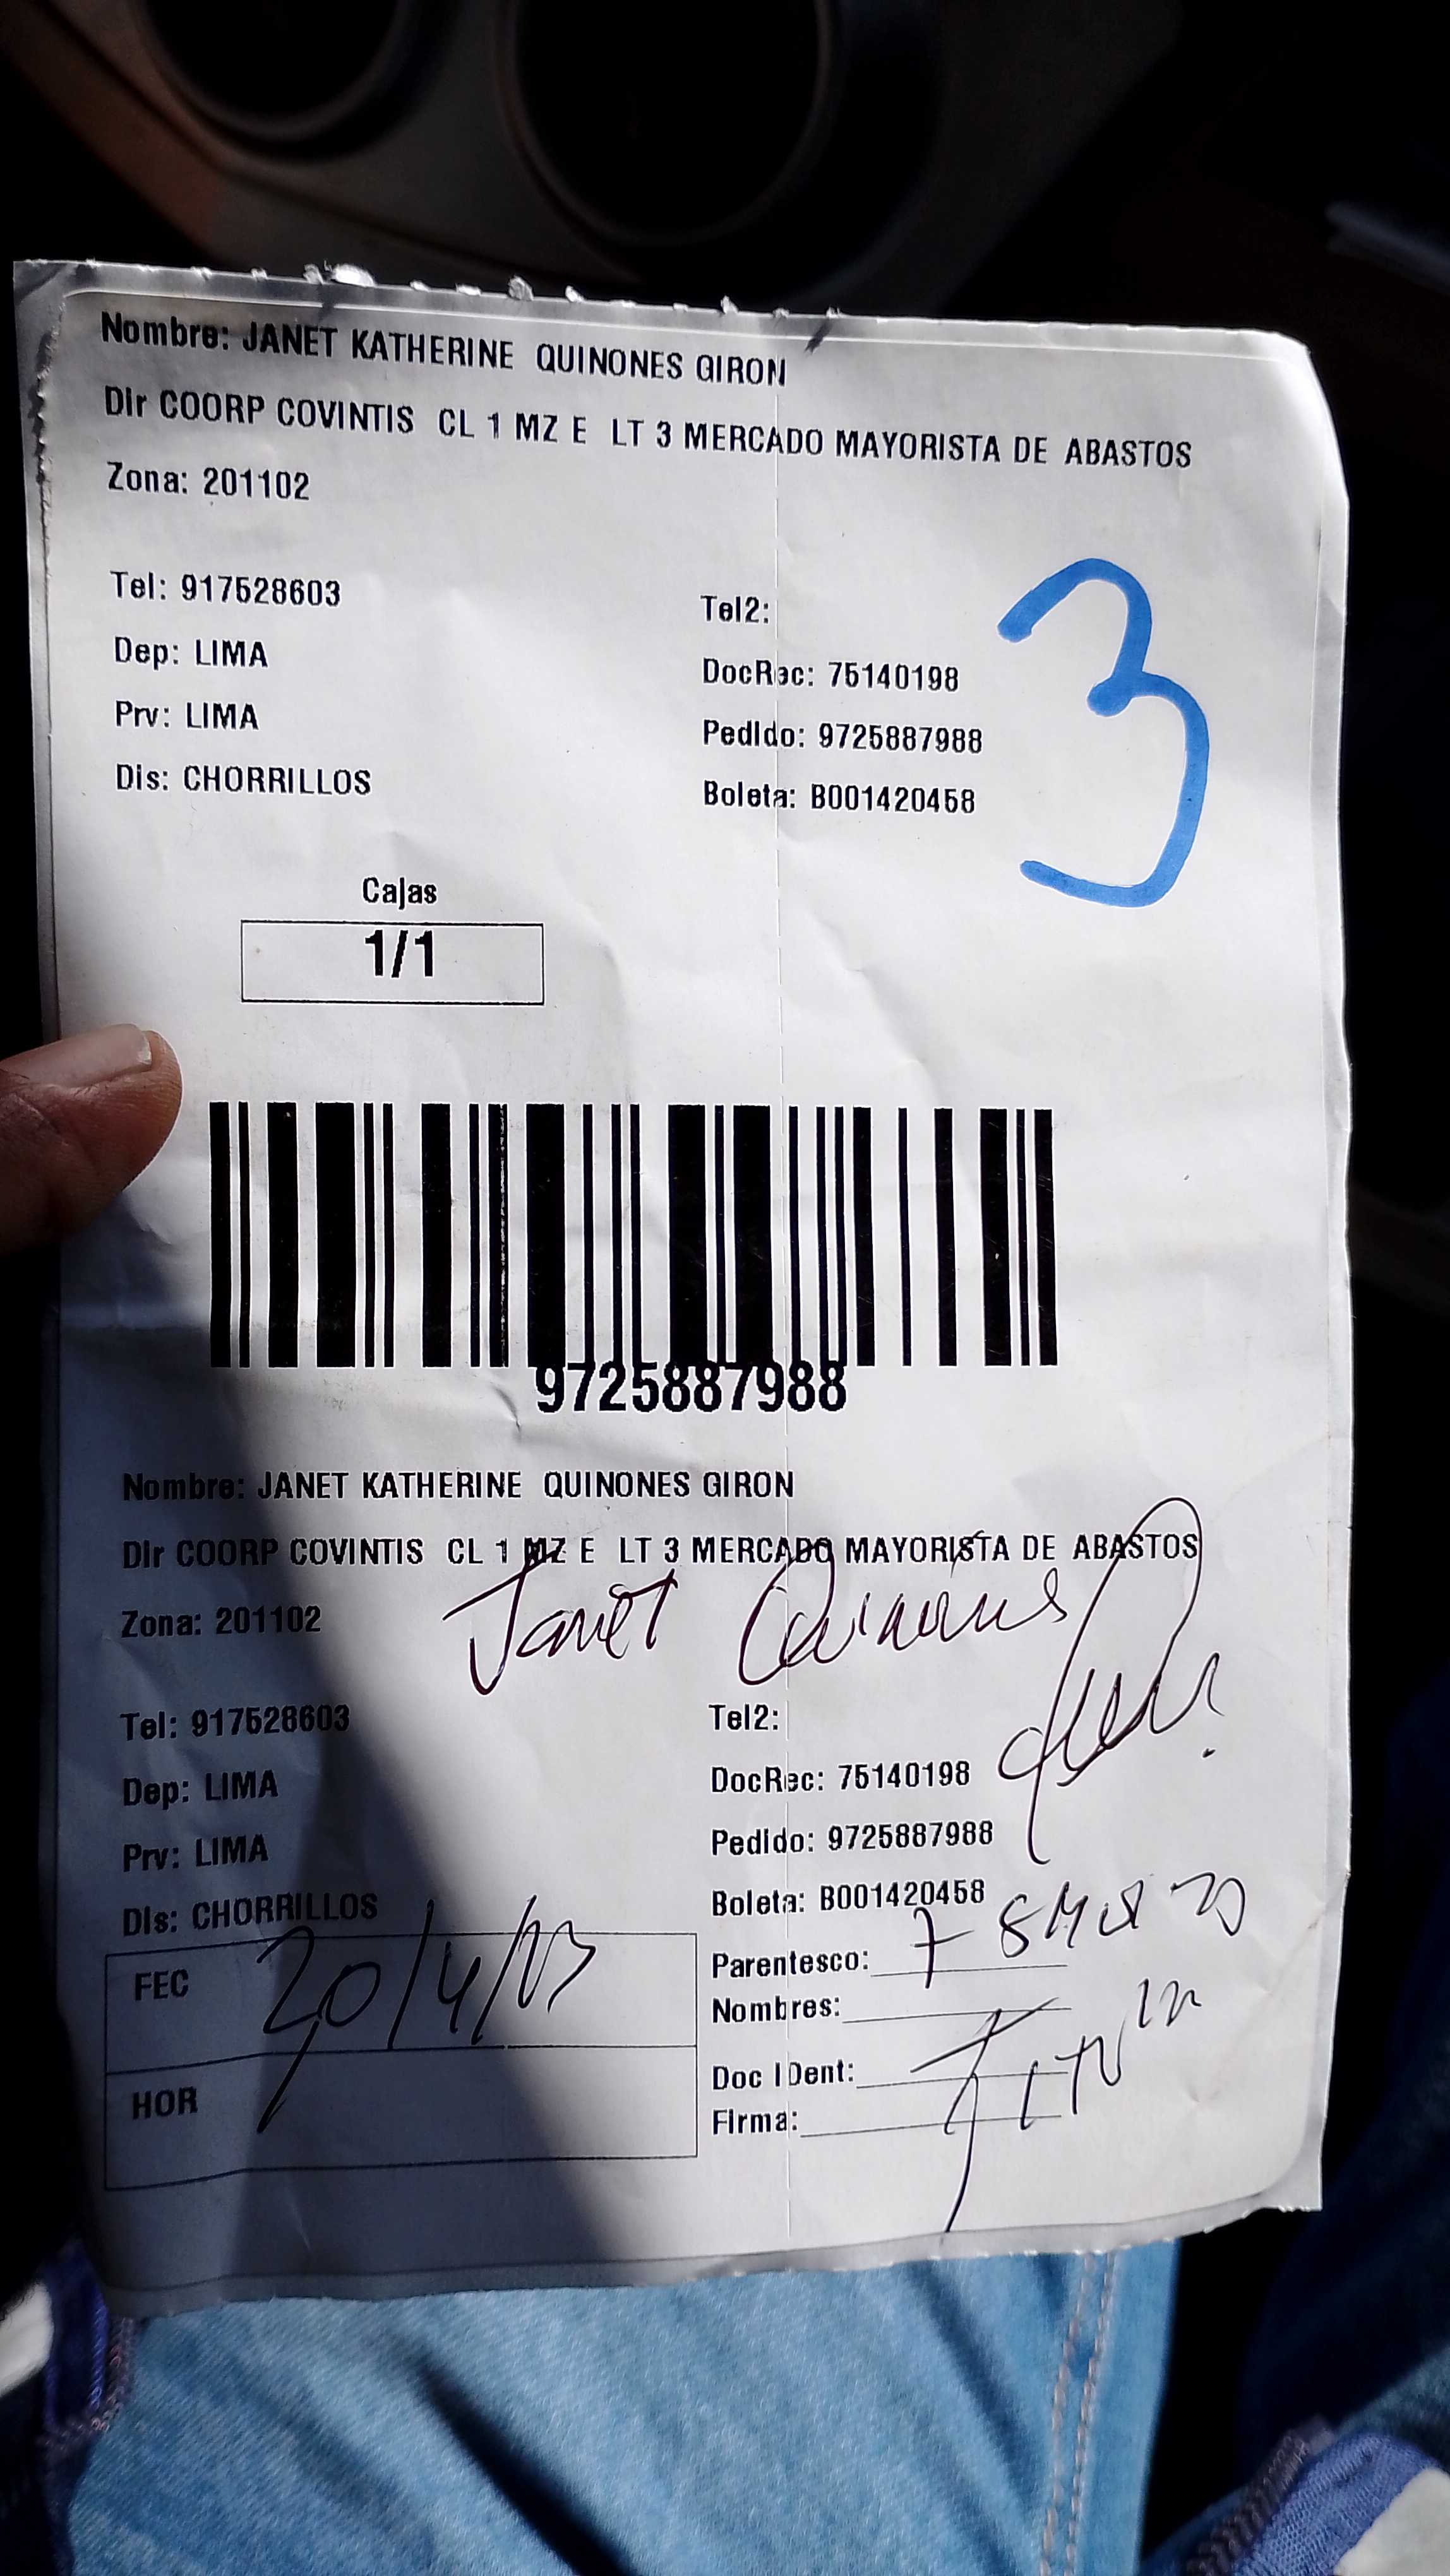 Nombre: JANET KATHERINE QUINONES GIRON
Dir COORP COVINTIS CL 1 MZ E LT 3 MERCADO MAYORISTA DE ABASTOS
Zona: 201102
Tel: 917528603 Tel2:
Dep: LIMA DocRec: 75140198
Prv: LIMA Pedido: 9725887988
Dis: CHORRILLOS Boleta: B001420458
3
Cajas
1/1
9725887988
Nombre: JANET KATHERINE QUINONES GIRON
Dir COORP COVINTIS CL 1 MZ E LT 3 MERCADO MAYORISTA DE ABASTOS
Zona: 201102
Janet Quinones
Tel: 917528603 Tel2:
Dep: LIMA DocRec: 75140198
Prv: LIMA Pedido: 9725887988
Dis: CHORRILLOS Boleta: B001420458
FEC 20/4/
HOR
Parentesco:
Nombres:
Doc IDent:
Firma: